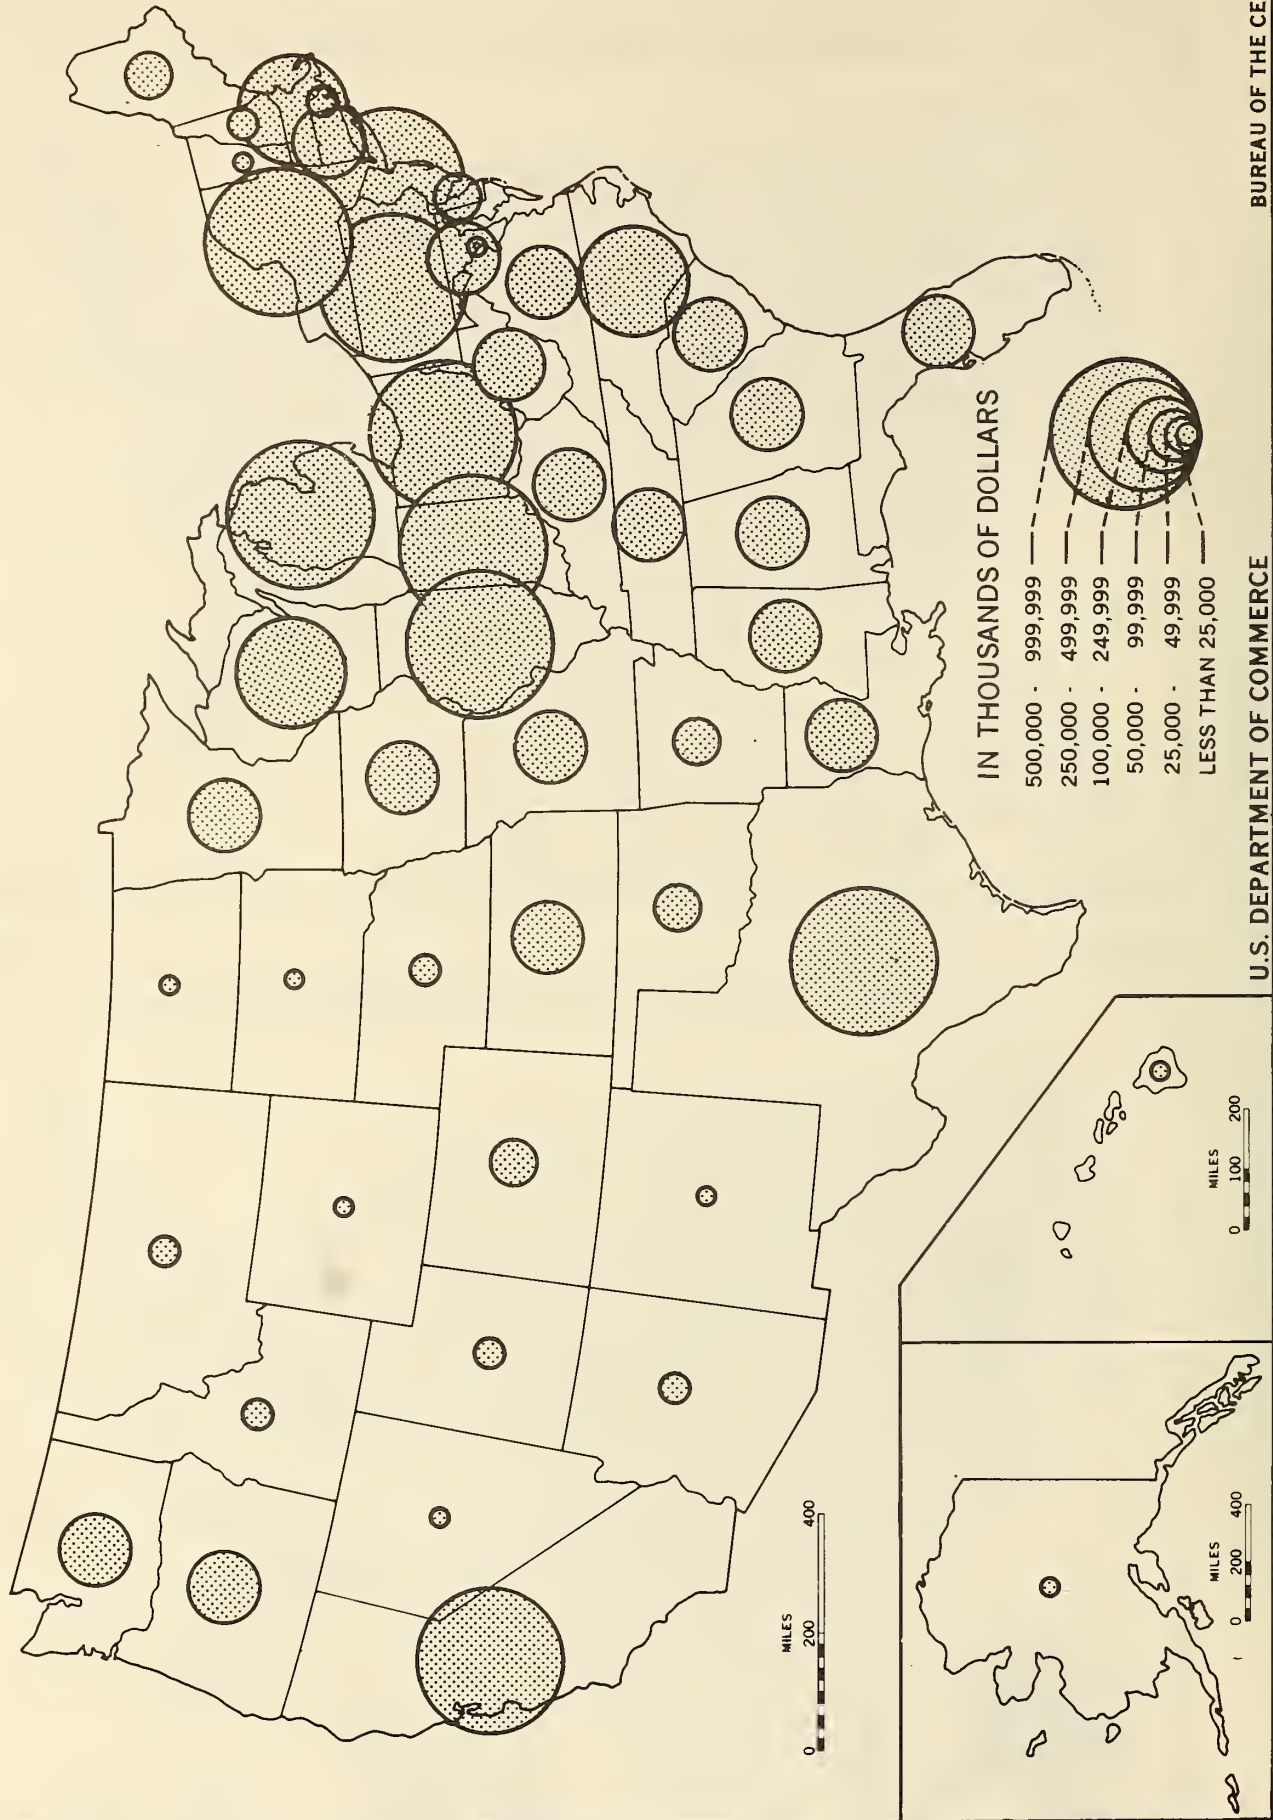 IN THOUSANDS OF DOLLARS
500,000 - 999,999
250,000 - 499,999
100,000 - 249,999
50,000 - 99,999
25,000 - 49,999
LESS THAN 25,000
MILES
0 200 400
MILES
0 200 400
MILES
0 100 200
U.S. DEPARTMENT OF COMMERCE BUREAU OF THE CE